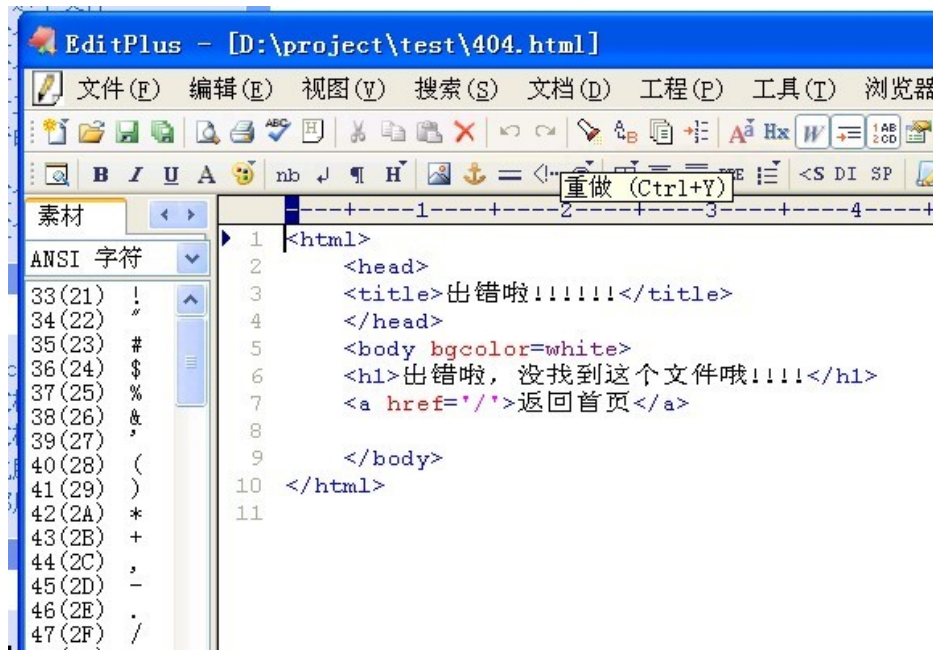 EditPlus - [D:\project\test\404.html]
文件(F) 编辑(E) 视图(V) 搜索(S) 文档(D) 工程(P) 工具(T) 浏览器
B I U A nb ¶ H <S DI SP
重做 (Ctrl+Y)
素材
----+----1----+----2----+----3----+----4----+
ANSI 字符
33(21) !
34(22) "
35(23) #
36(24) $
37(25) %
38(26) &
39(27) '
40(28) (
41(29) )
42(2A) *
43(2B) +
44(2C) ,
45(2D) -
46(2E) .
47(2F) /
1 <html>
2 <head>
3 <title>出错啦!!!!!!</title>
4 </head>
5 <body bgcolor=white>
6 <h1>出错啦, 没找到这个文件哦!!!!</h1>
7 <a href='/'>返回首页</a>
8
9 </body>
10 </html>
11